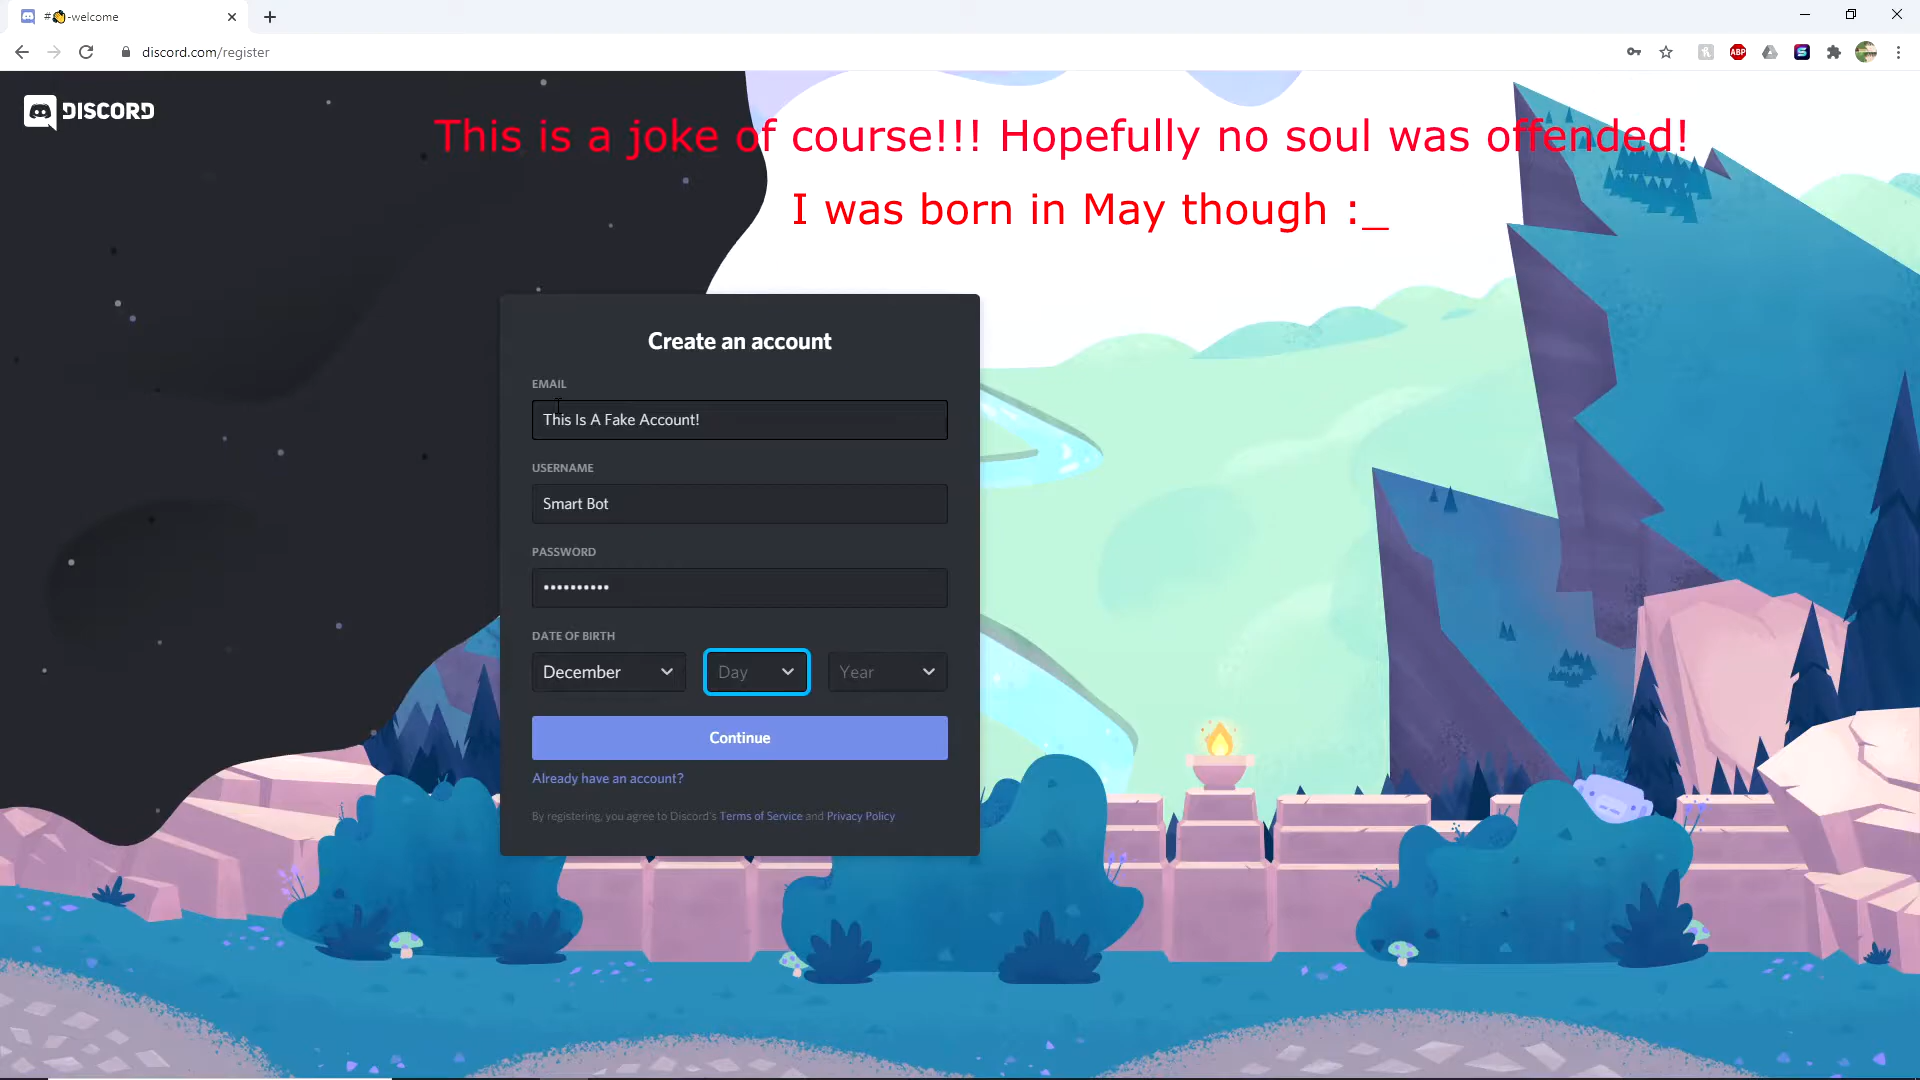 #👏-welcome
discord.com/register
ABP
DISCORD
This is a joke of course!!! Hopefully no soul was offended!
I was born in May though :_
Create an account
EMAIL
This Is A Fake Account!
USERNAME
Smart Bot
PASSWORD
••••••••••
DATE OF BIRTH
December Day Year
Continue
Already have an account?
By registering, you agree to Discord's Terms of Service and Privacy Policy